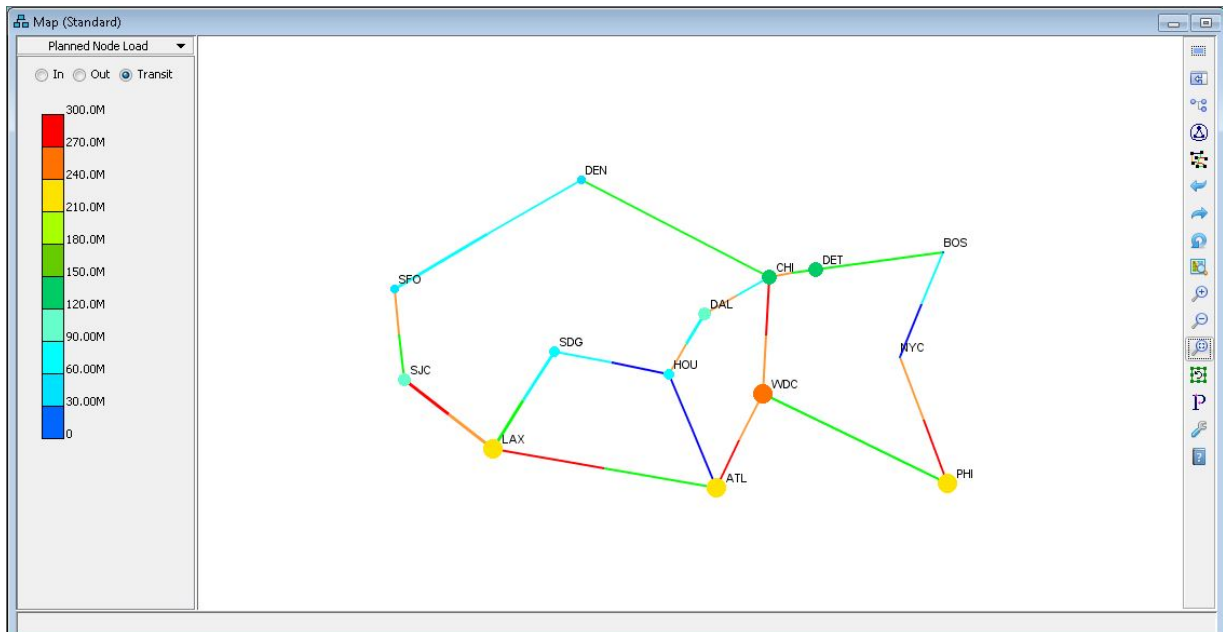 Map (Standard)
Planned Node Load
In Out Transit
300.0M
270.0M
240.0M
210.0M
180.0M
150.0M
120.0M
90.00M
60.00M
30.00M
0
DEN
BOS
DET
CHI
SFO
DAL
SDG
NYC
HOU
SJC
WDC
LAX
ATL
PHI
P
?